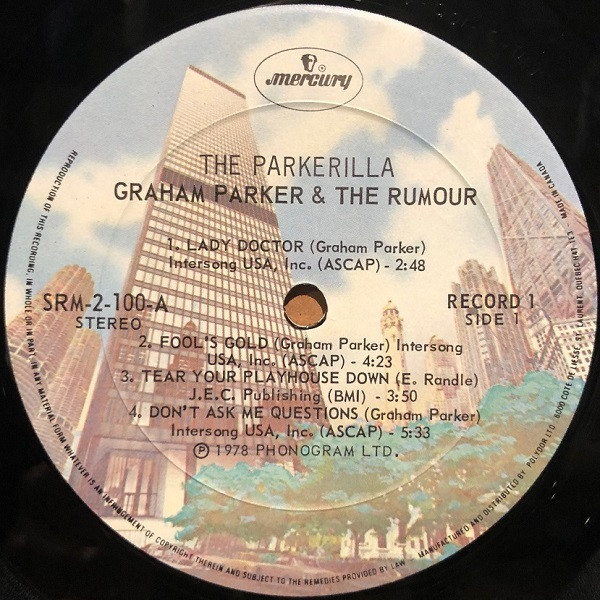 mercury
THE PARKERILLA
GRAHAM PARKER & THE RUMOUR
1. LADY DOCTOR (Graham Parker)
Intersong USA, Inc. (ASCAP) - 2:48
SRM-2-100-A
STEREO
RECORD 1
SIDE 1
2. FOOL'S GOLD (Graham Parker) Intersong
USA, Inc. (ASCAP) - 4:23
3. TEAR YOUR PLAYHOUSE DOWN (E. Randle)
J.E.C. Publishing (BMI) - 3:50
4. DON'T ASK ME QUESTIONS (Graham Parker)
Intersong USA, Inc. (ASCAP) - 5:33
Ⓟ 1978 PHONOGRAM LTD.
REPRODUCTION OF THIS RECORDING, IN WHOLE OR IN PART, IN ANY MATERIAL FORM WHATEVER IS AN INFRINGEMENT OF COPYRIGHT THEREIN AND SUBJECT TO THE REMEDIES PROVIDED BY LAW
MANUFACTURED AND DISTRIBUTED BY POLYDOR LTD 6000 COTE DE LIESSE, ST. LAURENT, QUEBEC H4T-1E3
MADE IN CANADA